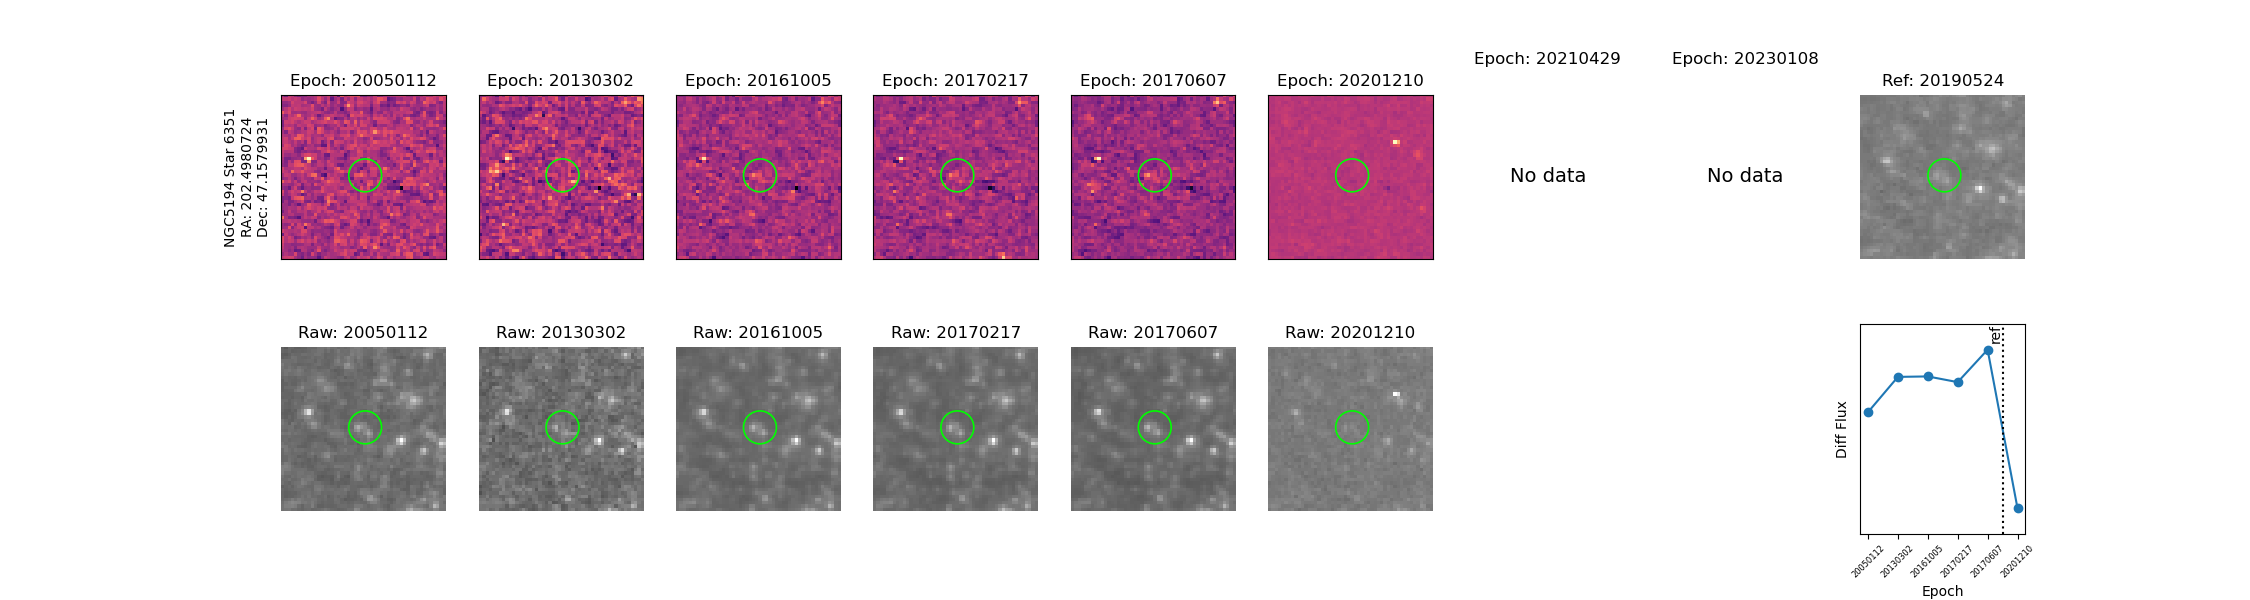 Epoch: 20050112
Epoch: 20130302
Epoch: 20161005
Epoch: 20170217
Epoch: 20170607
Epoch: 20201210
Epoch: 20210429
Epoch: 20230108
Ref: 20190524
NGC5194 Star 6351
RA: 202.4980724
Dec: 47.1579931
No data
No data
Raw: 20050112
Raw: 20130302
Raw: 20161005
Raw: 20170217
Raw: 20170607
Raw: 20201210
ref
Diff Flux
20050112
20130302
20161005
20170217
20170607
20201210
Epoch